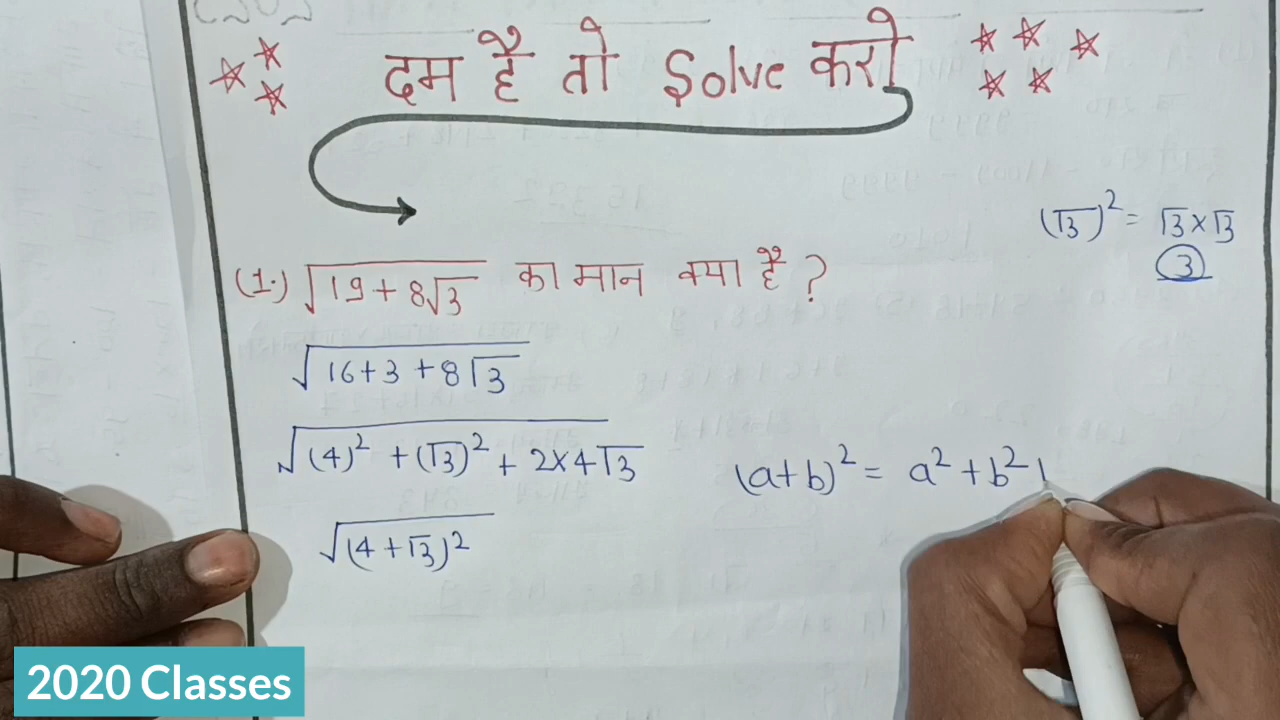 दम है तो Solve करो
(√3)² = √3×√3
3
(1.) √19+8√3 का मान क्या है ?
√16+3+8√3
√(4)²+(√3)²+2×4√3
(a+b)² = a²+b²
√(4+√3)²
2020 Classes